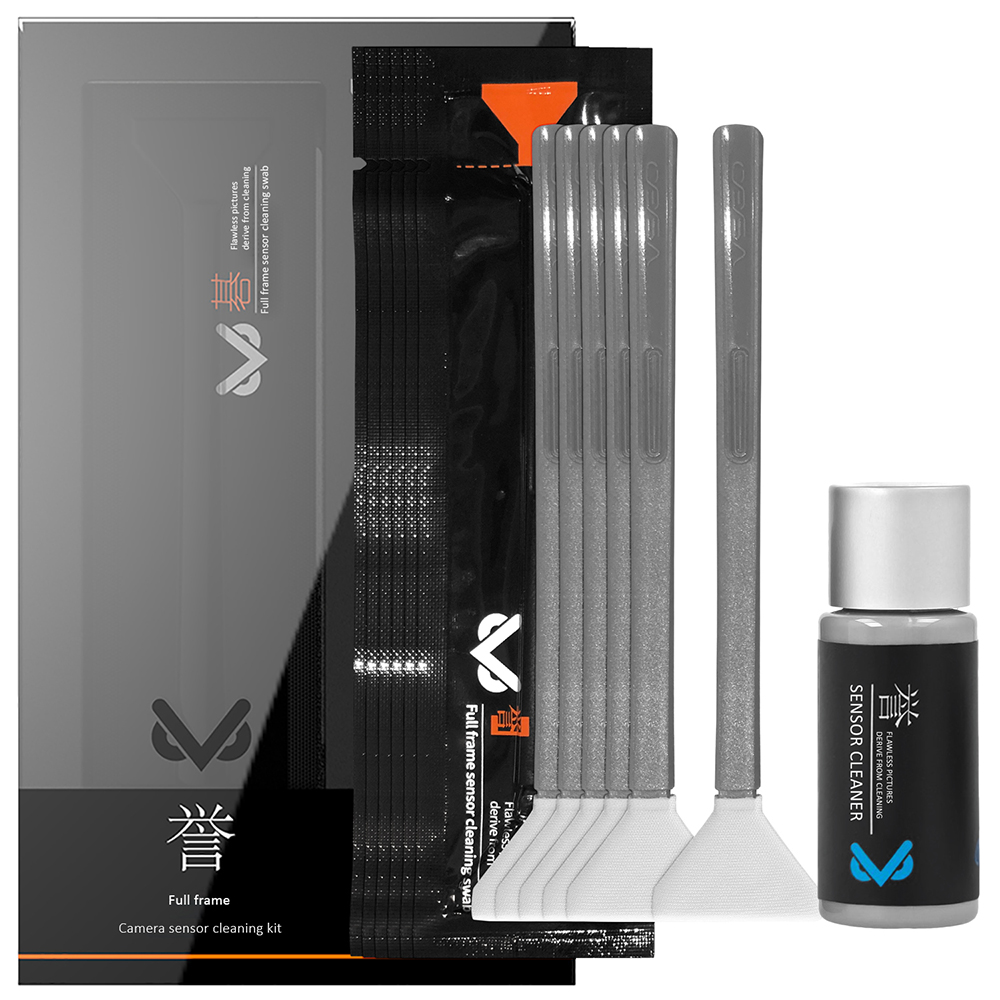 Flawless pictures
derive from cleaning
誉
Full frame sensor cleaning swab
誉
Full frame
Camera sensor cleaning kit
誉
Full frame sensor cleaning swab
VSGO
誉
FLAWLESS PICTURES
DERIVE FROM CLEANING
SENSOR CLEANER